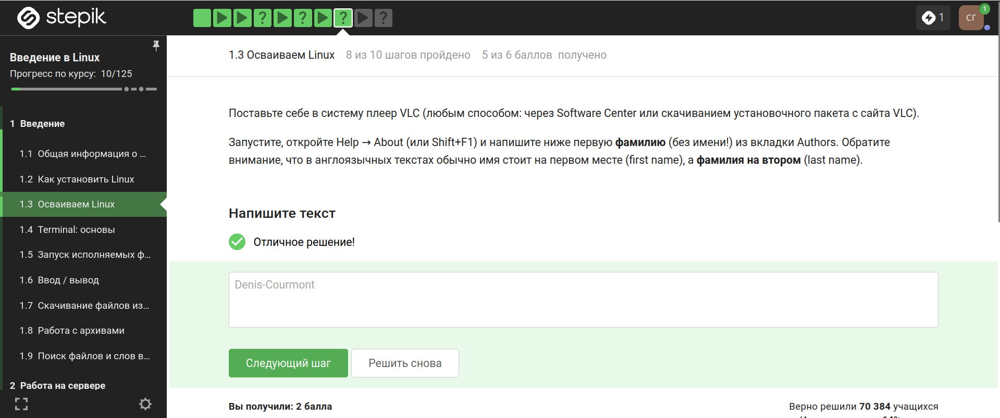 stepik
? ? ? ?
1
СГ
1
Введение в Linux
Прогресс по курсу: 10/125
1 Введение
1.1 Общая информация о ...
1.2 Как установить Linux
1.3 Осваиваем Linux
1.4 Terminal: основы
1.5 Запуск исполняемых ф...
1.6 Ввод / вывод
1.7 Скачивание файлов из...
1.8 Работа с архивами
1.9 Поиск файлов и слов в...
2 Работа на сервере
1.3 Осваиваем Linux 8 из 10 шагов пройдено 5 из 6 баллов получено
Поставьте себе в систему плеер VLC (любым способом: через Software Center или скачиванием установочного пакета с сайта VLC).
Запустите, откройте Help → About (или Shift+F1) и напишите ниже первую фамилию (без имени!) из вкладки Authors. Обратите
внимание, что в англоязычных текстах обычно имя стоит на первом месте (first name), а фамилия на втором (last name).
Напишите текст
Отличное решение!
Denis-Courmont
Следующий шаг
Решить снова
Вы получили: 2 балла
Верно решили 70 384 учащихся